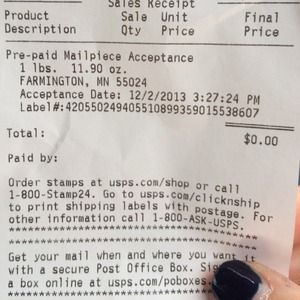 Sales Receipt
Product Sale Unit Final
Description Qty Price Price
Pre-paid Mailpiece Acceptance
1 lbs. 11.90 oz.
FARMINGTON, MN 55024
Acceptance Date: 12/2/2013 3:27:24 PM
Label#:420550249405510899359015538607
Total: $0.00
Paid by:
Order stamps at usps.com/shop or call
1-800-Stamp24. Go to usps.com/clicknship
to print shipping labels with postage. For
other information call 1-800-ASK-USPS.
****************************************
****************************************
Get your mail when and where you want it
with a secure Post Office Box.
a box online at usps.com/poboxes.